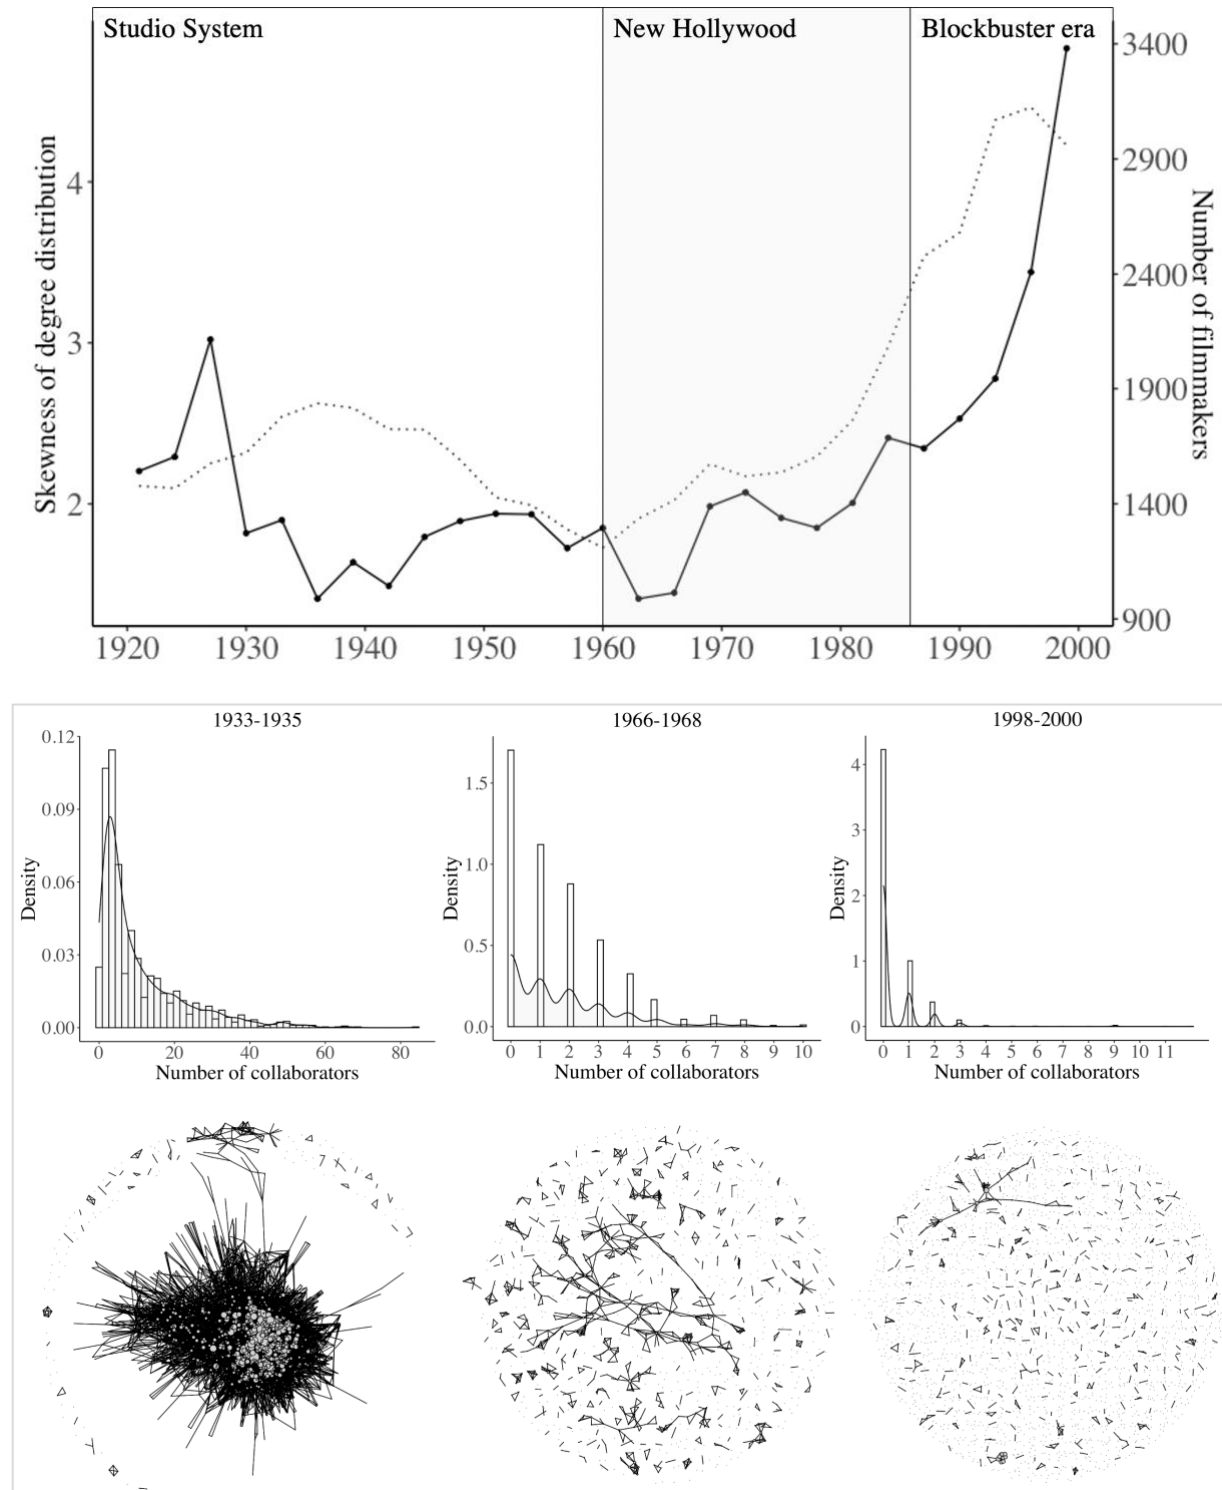 Studio System
New Hollywood
Blockbuster era
Skewness of degree distribution
4
3
2
3400
2900
2400
1900
1400
900
Number of filmmakers
1920 1930 1940 1950 1960 1970 1980 1990 2000
1933-1935
0.12
0.09
0.06
0.03
0.00
Density
0 20 40 60 80
Number of collaborators
1966-1968
1.5
1.0
0.5
0.0
Density
0 1 2 3 4 5 6 7 8 9 10
Number of collaborators
1998-2000
4
3
2
1
0
Density
0 1 2 3 4 5 6 7 8 9 10 11
Number of collaborators